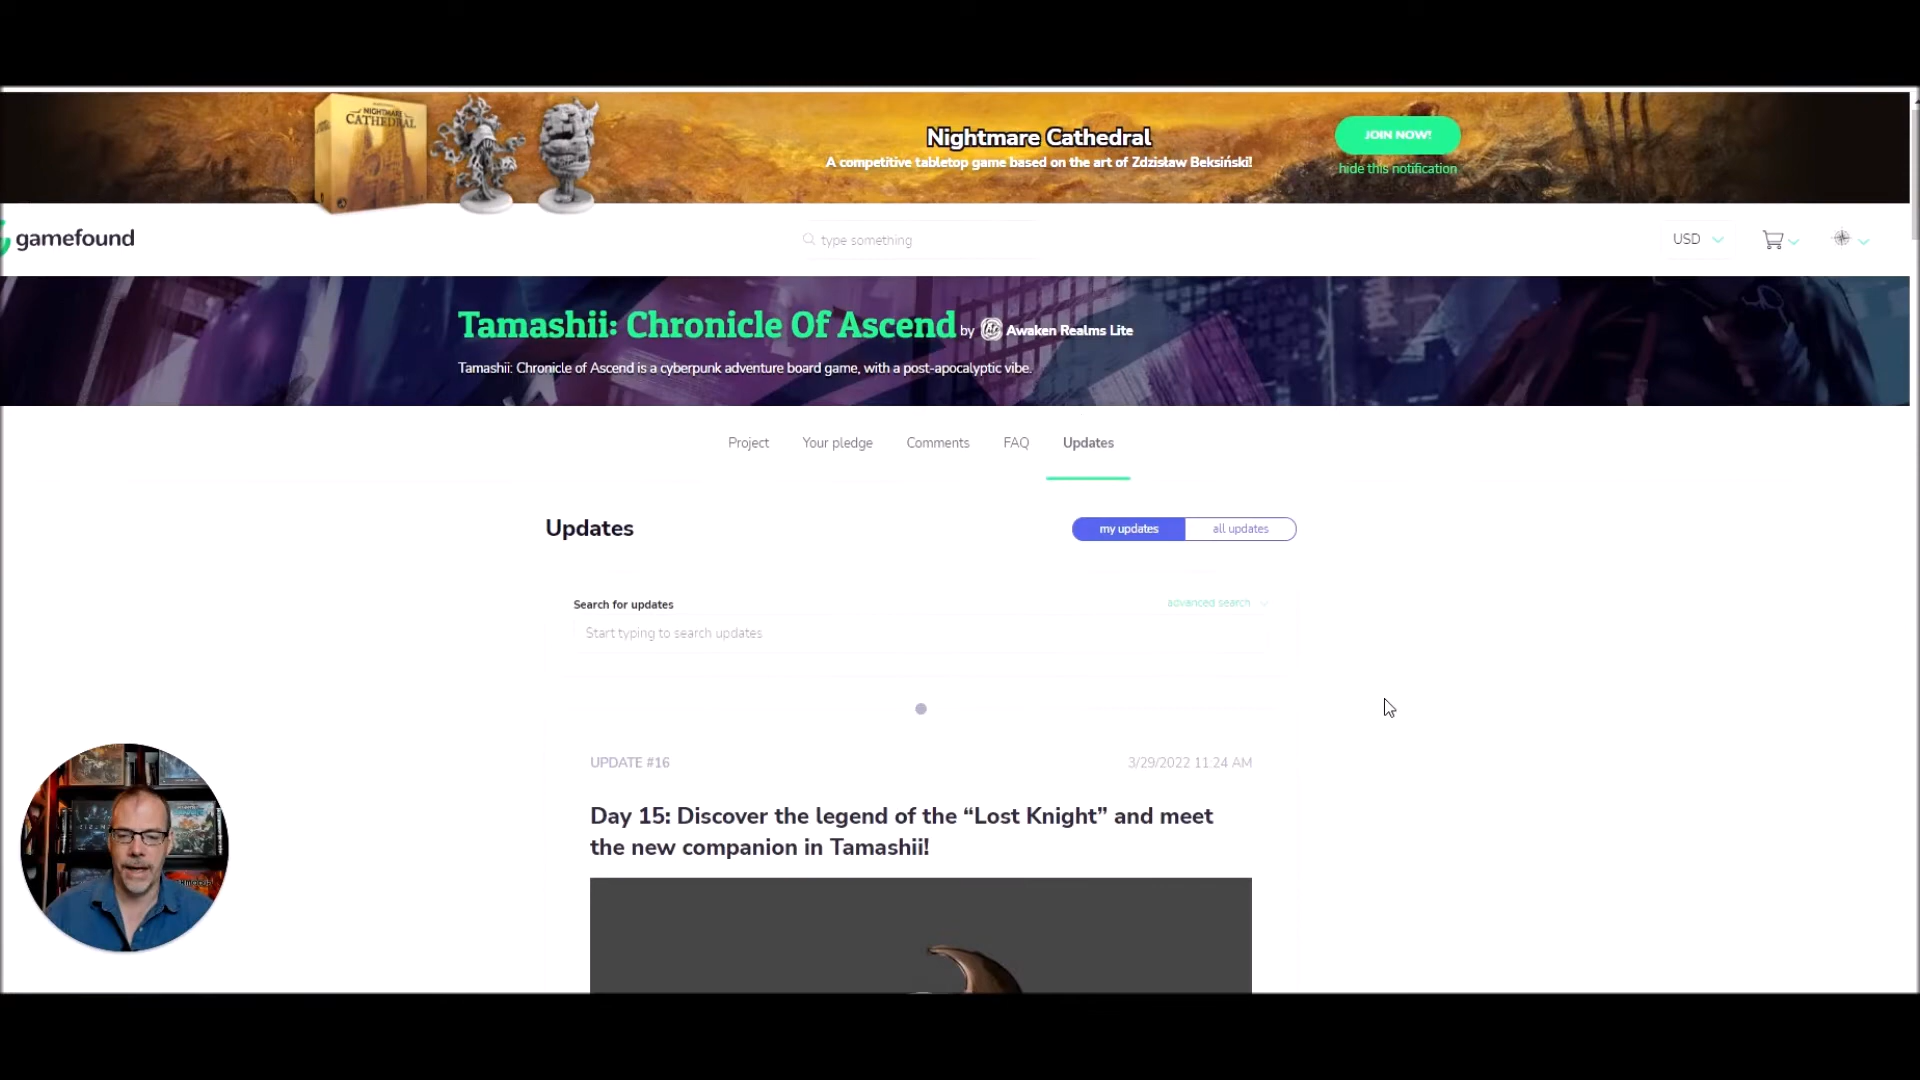 NIGHTMARE
CATHEDRAL
Nightmare Cathedral
A competitive tabletop game based on the art of Zdzisław Beksiński!
JOIN NOW!
hide this notification
gamefound
type something
USD
Tamashii: Chronicle Of Ascend by Awaken Realms Lite
Tamashii: Chronicle of Ascend is a cyberpunk adventure board game, with a post-apocalyptic vibe.
Project
Your pledge
Comments
FAQ
Updates
Updates
my updates
all updates
Search for updates
advanced search
Start typing to search updates
UPDATE #16
3/29/2022 11:24 AM
Day 15: Discover the legend of the “Lost Knight” and meet
the new companion in Tamashii!